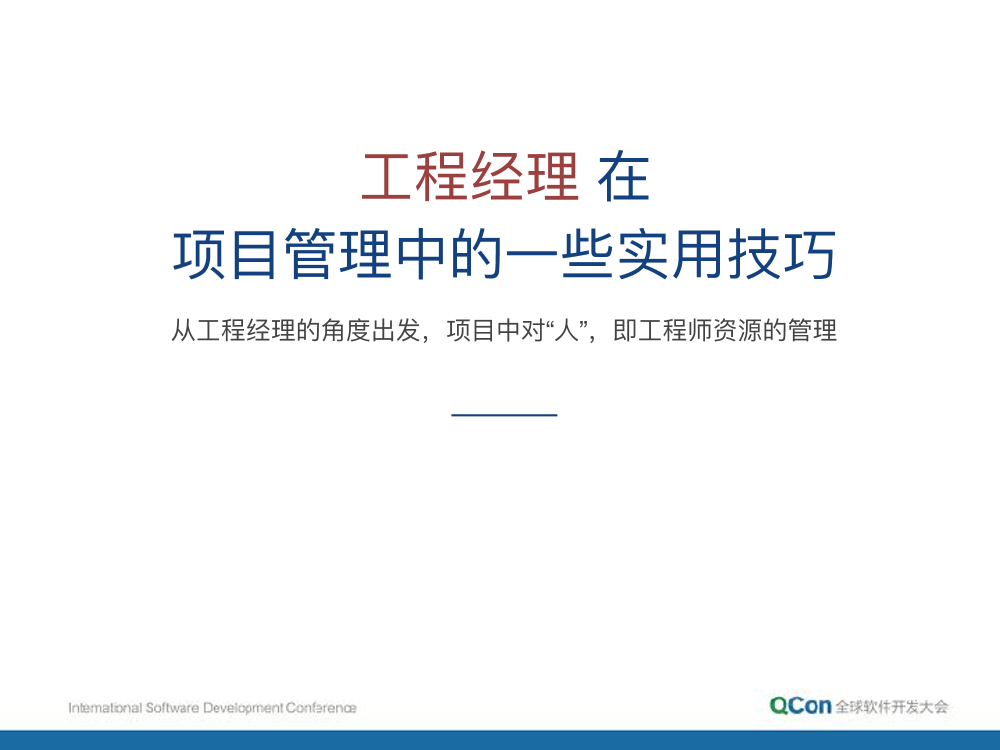 工程经理 在
项目管理中的一些实用技巧
从工程经理的角度出发，项目中对“人”，即工程师资源的管理
International Software Development Conference
QCon 全球软件开发大会